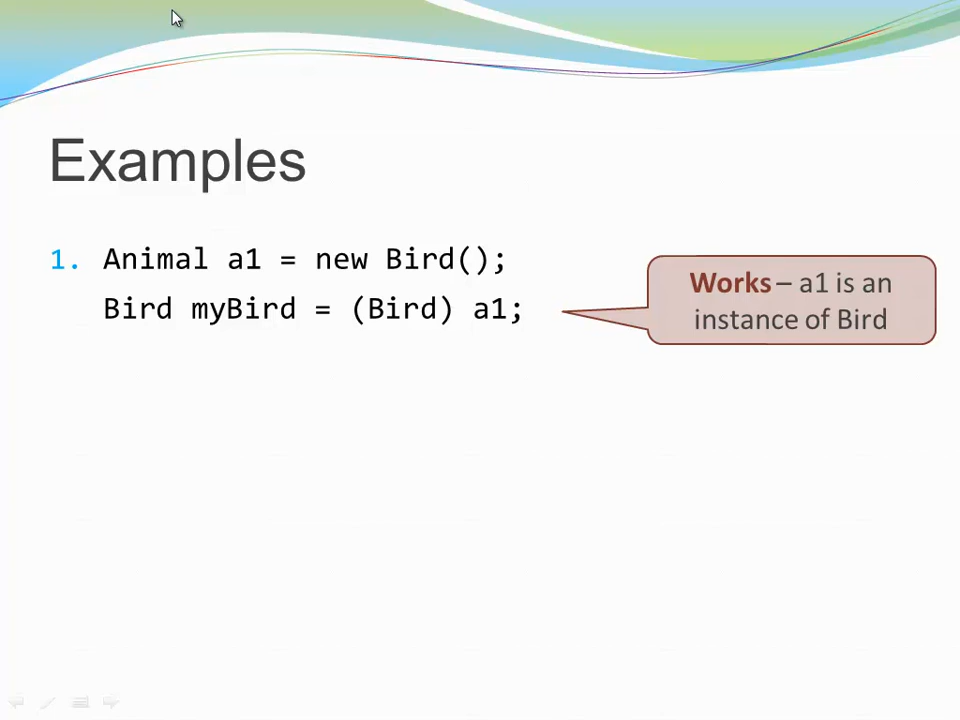 Examples
1. Animal a1 = new Bird();
Bird myBird = (Bird) a1;
Works – a1 is an
instance of Bird